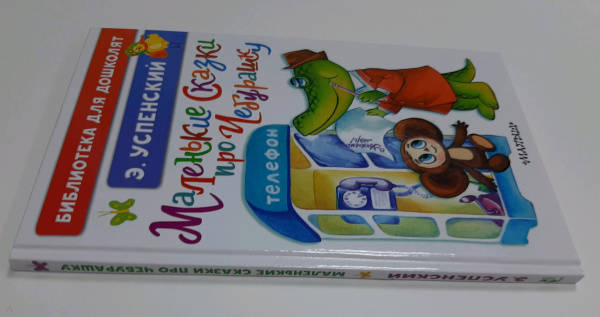 БИБЛИОТЕКА ДЛЯ ДОШКОЛЯТ
Э. УСПЕНСКИЙ
Маленькие Сказки
про Чебурашку
ТЕЛЕФОН
МАЛЫШ
Э. УСПЕНСКИЙ
МАЛЕНЬКИЕ СКАЗКИ ПРО ЧЕБУРАШКУ